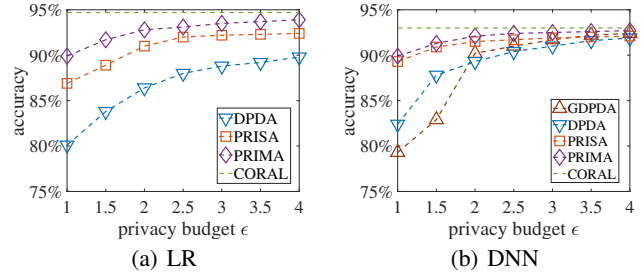 accuracy
95%
90%
85%
80%
75%
DPDA
PRISA
PRIMA
CORAL
1 1.5 2 2.5 3 3.5 4
privacy budget ϵ
(a) LR
accuracy
95%
90%
85%
80%
75%
GDPDA
DPDA
PRISA
PRIMA
CORAL
1 1.5 2 2.5 3 3.5 4
privacy budget ϵ
(b) DNN